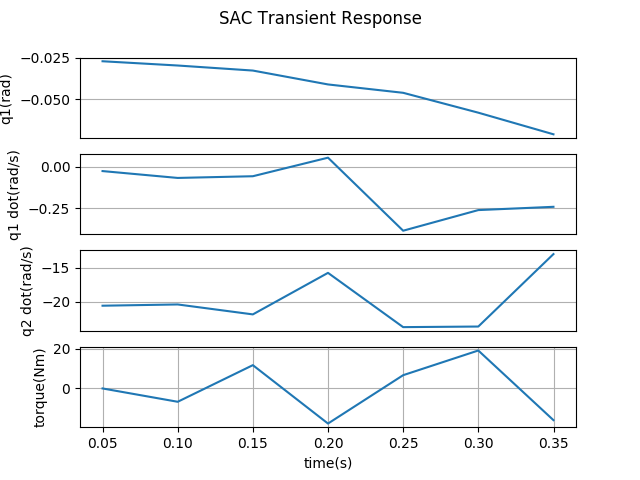 SAC Transient Response
−0.025
−0.050
q1(rad)
0.00
−0.25
q1 dot(rad/s)
−15
−20
q2 dot(rad/s)
20
0
torque(Nm)
0.05 0.10 0.15 0.20 0.25 0.30 0.35
time(s)